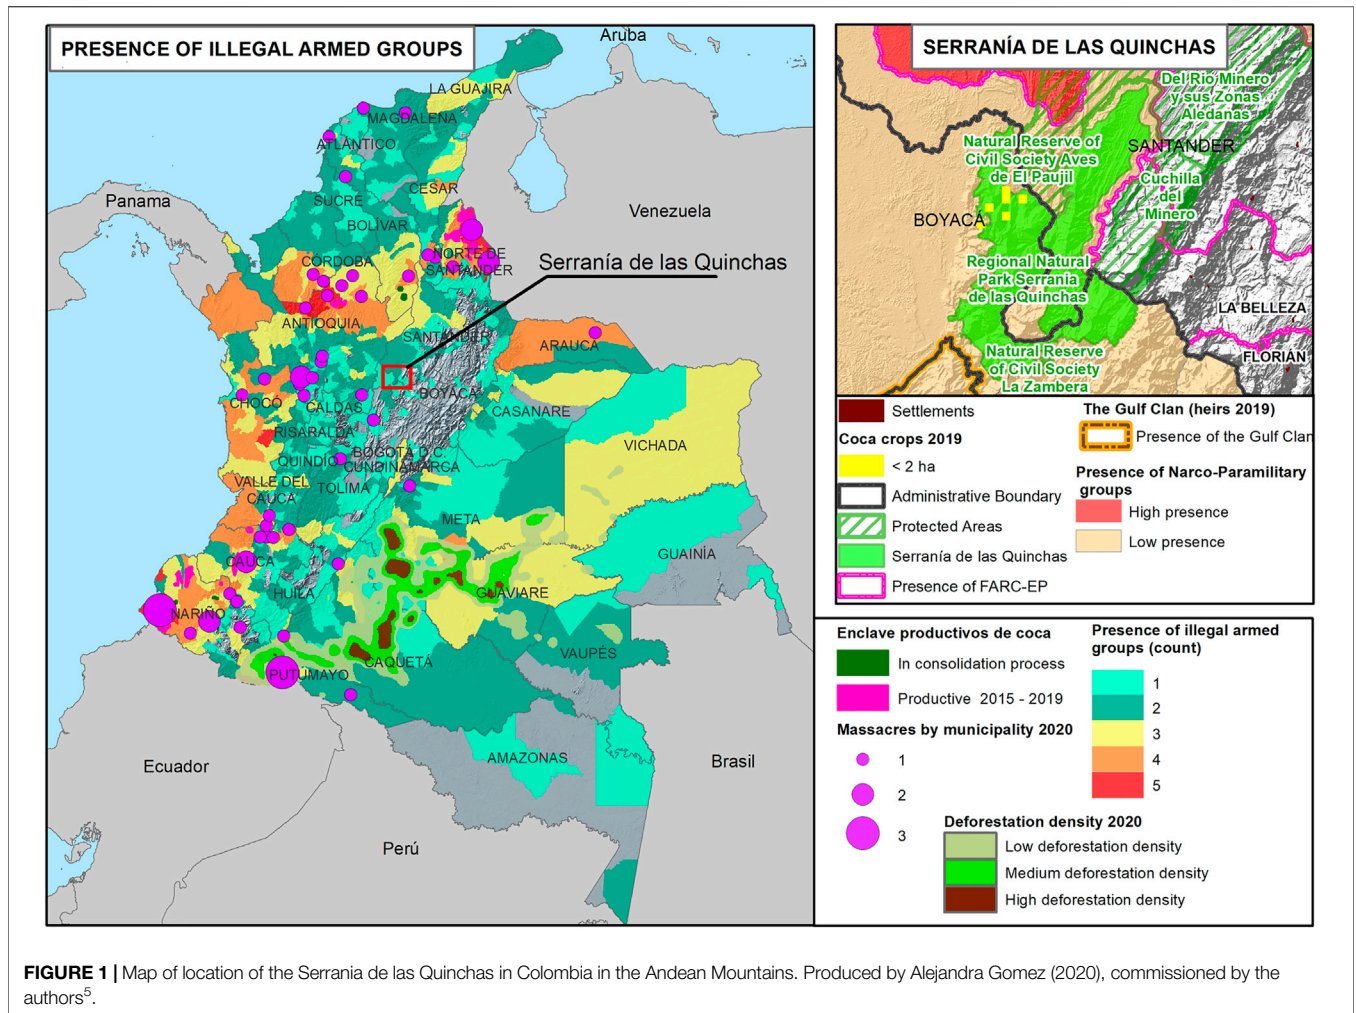 PRESENCE OF ILLEGAL ARMED GROUPS
Aruba
LA GUAJIRA
MAGDALENA
ATLÁNTICO
CESAR
SUCRE
BOLÍVAR
Panama
Venezuela
CÓRDOBA
NORTE DE
SANTANDER
Serranía de las Quinchas
ANTIOQUIA
SANTANDER
ARAUCA
BOYACÁ
CHOCÓ
CALDAS
CASANARE
RISARALDA
VICHADA
BOGOTÁ D.C.
CUNDINAMARCA
QUINDÍO
VALLE DEL
CAUCA
TOLIMA
META
GUAINÍA
CAUCA
HUILA
GUAVIARE
NARIÑO
VAUPÉS
CAQUETÁ
PUTUMAYO
AMAZONAS
Ecuador
Brasil
Perú
SERRANÍA DE LAS QUINCHAS
Del Rio Minero
y sus Zonas
Aledanas
Natural Reserve of
Civil Society Aves
de El Paujil
SANTANDER
Cuchilla
del
Minero
BOYACÁ
Regional Natural
Park Serranía
de las Quinchas
LA BELLEZA
Natural Reserve
of Civil Society
La Zambera
FLORIÁN
Settlements
Coca crops 2019
< 2 ha
Administrative Boundary
Protected Areas
Serranía de las Quinchas
Presence of FARC-EP
The Gulf Clan (heirs 2019)
Presence of the Gulf Clan
Presence of Narco-Paramilitary
groups
High presence
Low presence
Enclave productivos de coca
In consolidation process
Productive 2015 - 2019
Massacres by municipality 2020
1
2
3
Presence of illegal armed
groups (count)
1
2
3
4
5
Deforestation density 2020
Low deforestation density
Medium deforestation density
High deforestation density
FIGURE 1 | Map of location of the Serrania de las Quinchas in Colombia in the Andean Mountains. Produced by Alejandra Gomez (2020), commissioned by the
authors⁵.